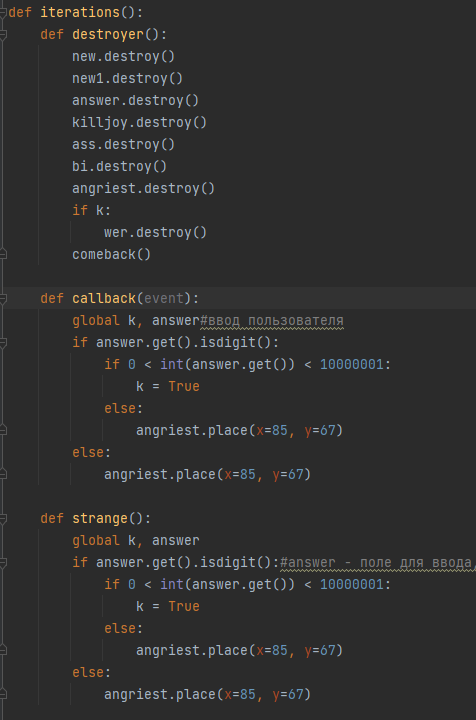 def iterations():
    def destroyer():
        new.destroy()
        new1.destroy()
        answer.destroy()
        killjoy.destroy()
        ass.destroy()
        bi.destroy()
        angriest.destroy()
        if k:
            wer.destroy()
        comeback()
    def callback(event):
        global k, answer#ввод пользователя
        if answer.get().isdigit():
            if 0 < int(answer.get()) < 10000001:
                k = True
            else:
                angriest.place(x=85, y=67)
        else:
            angriest.place(x=85, y=67)
    def strange():
        global k, answer
        if answer.get().isdigit():#answer - поле для ввода,
            if 0 < int(answer.get()) < 10000001:
                k = True
            else:
                angriest.place(x=85, y=67)
        else:
            angriest.place(x=85, y=67)